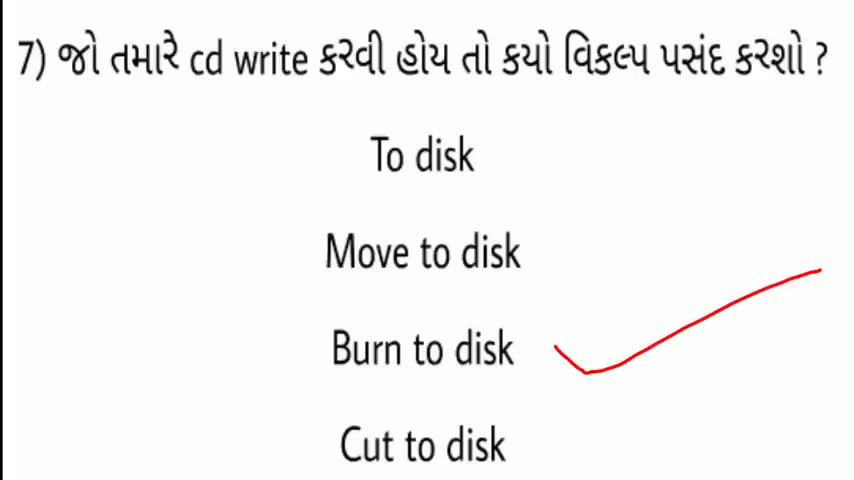 7) જો તમારે cd write કરવી હોય તો કયો વિકલ્પ પસંદ કરશો ?
To disk
Move to disk
Burn to disk
Cut to disk